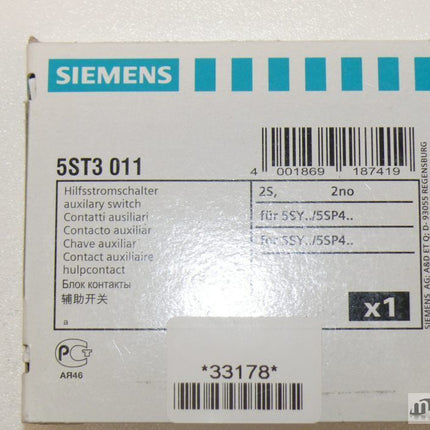 SIEMENS
5ST3 011
4 001869 187419
Hilfsstromschalter
auxilary switch
Contatti ausiliari
Contacto auxiliar
Chave auxiliar
Contact auxiliaire
hulpcontact
Блок контакты
辅助开关
a
2S, 2no
für 5SY../5SP4..
für 5SY../5SP4..
x1
SIEMENS AG: A&D ET Q; D- 93055 REGENSBURG
РСТ
АЯ46
*33178*